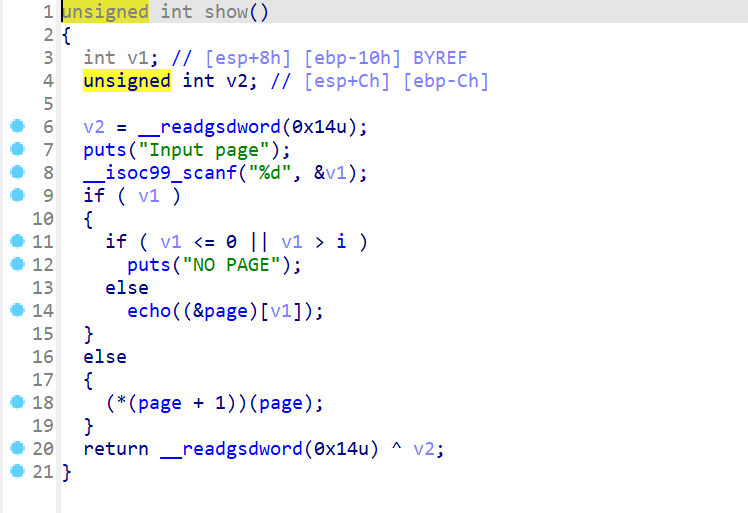 1 unsigned int show()
2 {
3   int v1; // [esp+8h] [ebp-10h] BYREF
4   unsigned int v2; // [esp+Ch] [ebp-Ch]
5
6   v2 = __readgsdword(0x14u);
7   puts("Input page");
8   __isoc99_scanf("%d", &v1);
9   if ( v1 )
10   {
11     if ( v1 <= 0 || v1 > i )
12       puts("NO PAGE");
13     else
14       echo((&page)[v1]);
15   }
16   else
17   {
18     (*(page + 1))(page);
19   }
20   return __readgsdword(0x14u) ^ v2;
21 }